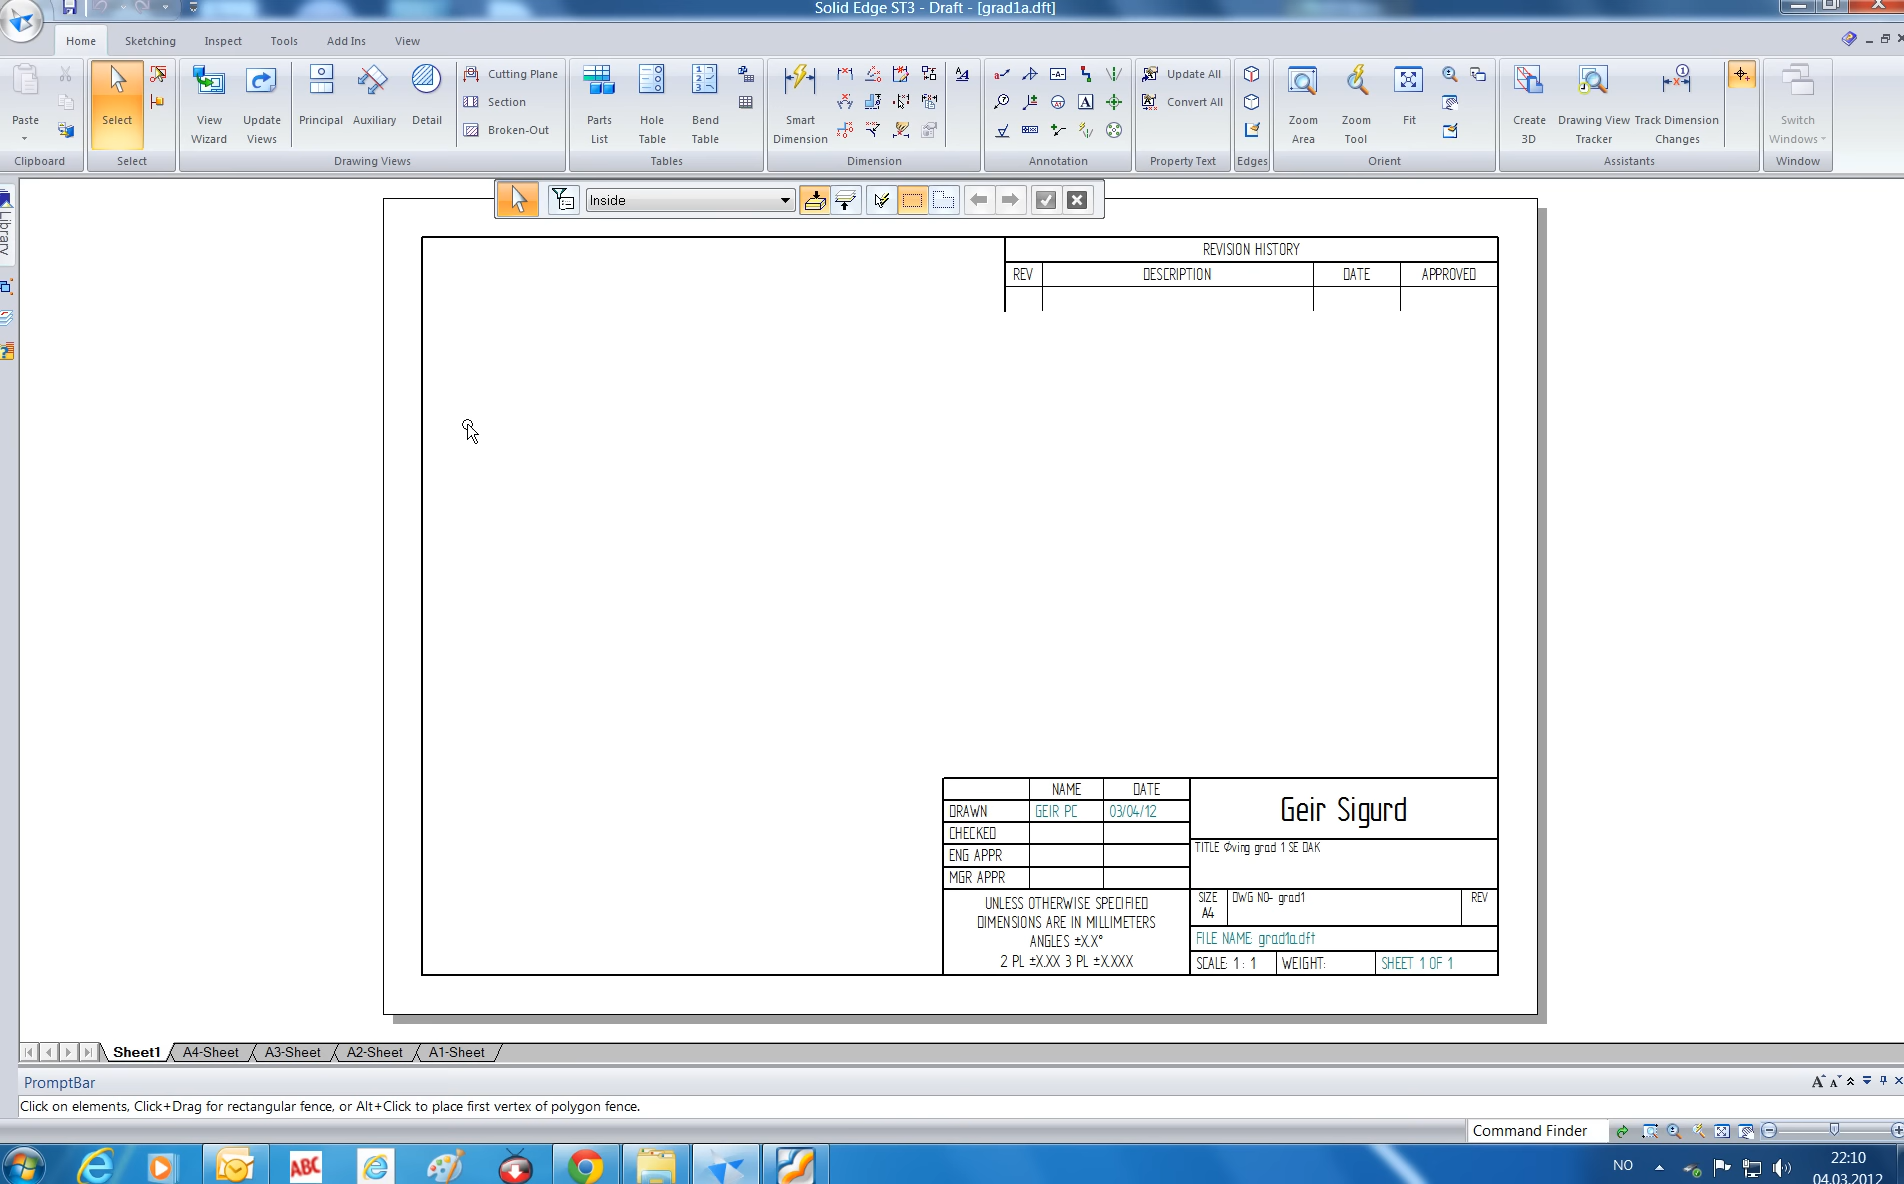 Solid Edge ST3 - Draft - [grad1a.dft]
Home Sketching Inspect Tools Add Ins View
Paste
Clipboard
Select
Select
View Wizard
Update Views
Principal
Auxiliary
Detail
Cutting Plane
Section
Broken-Out
Drawing Views
Parts List
Hole Table
Bend Table
Tables
Smart Dimension
Dimension
Annotation
Update All
Convert All
Property Text
Edges
Zoom Area
Zoom Tool
Fit
Orient
Create 3D
Drawing View Tracker
Track Dimension Changes
Assistants
Switch Windows
Window
Library
Inside
REVISION HISTORY
REV DESCRIPTION DATE APPROVED
NAME DATE
DRAWN GEIR PC 03/04/12
CHECKED
ENG APPR
MGR APPR
UNLESS OTHERWISE SPECIFIED
DIMENSIONS ARE IN MILLIMETERS
ANGLES ±X.X°
2 PL ±X.XX 3 PL ±X.XXX
Geir Sigurd
TITLE Øving grad 1 SE DAK
SIZE DWG NO- grad1 REV
A4
FILE NAME: grad1a.dft
SCALE: 1 : 1 WEIGHT: SHEET 1 OF 1
Sheet1 A4-Sheet A3-Sheet A2-Sheet A1-Sheet
PromptBar
Click on elements, Click+Drag for rectangular fence, or Alt+Click to place first vertex of polygon fence.
Command Finder
ABC
NO
22:10
04.03.2012